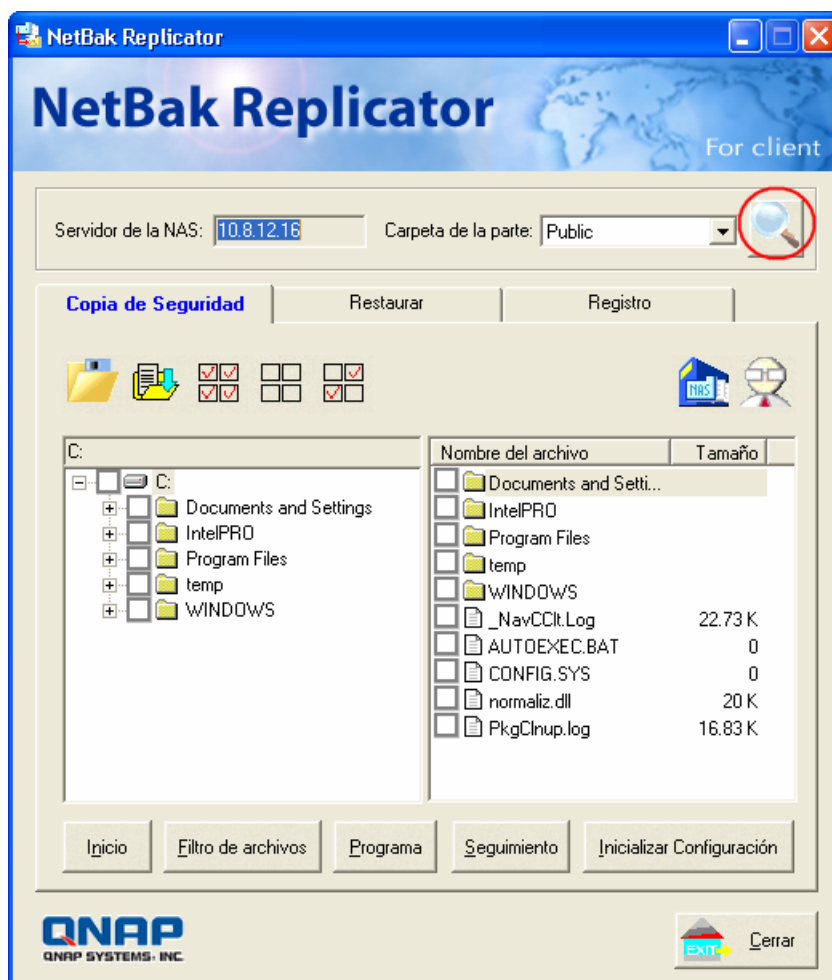 NetBak Replicator
NetBak Replicator
For client
Servidor de la NAS: 10.8.12.16 Carpeta de la parte: Public
Copia de Seguridad Restaurar Registro
NAS
C:
C:
Documents and Settings
IntelPRO
Program Files
temp
WINDOWS
Nombre del archivo Tamaño
Documents and Setti...
IntelPRO
Program Files
temp
WINDOWS
_NavCClt.Log 22.73 K
AUTOEXEC.BAT 0
CONFIG.SYS 0
normaliz.dll 20 K
PkgClnup.log 16.83 K
Inicio Filtro de archivos Programa Seguimiento Inicializar Configuración
QNAP
QNAP SYSTEMS, INC.
EXIT Cerrar